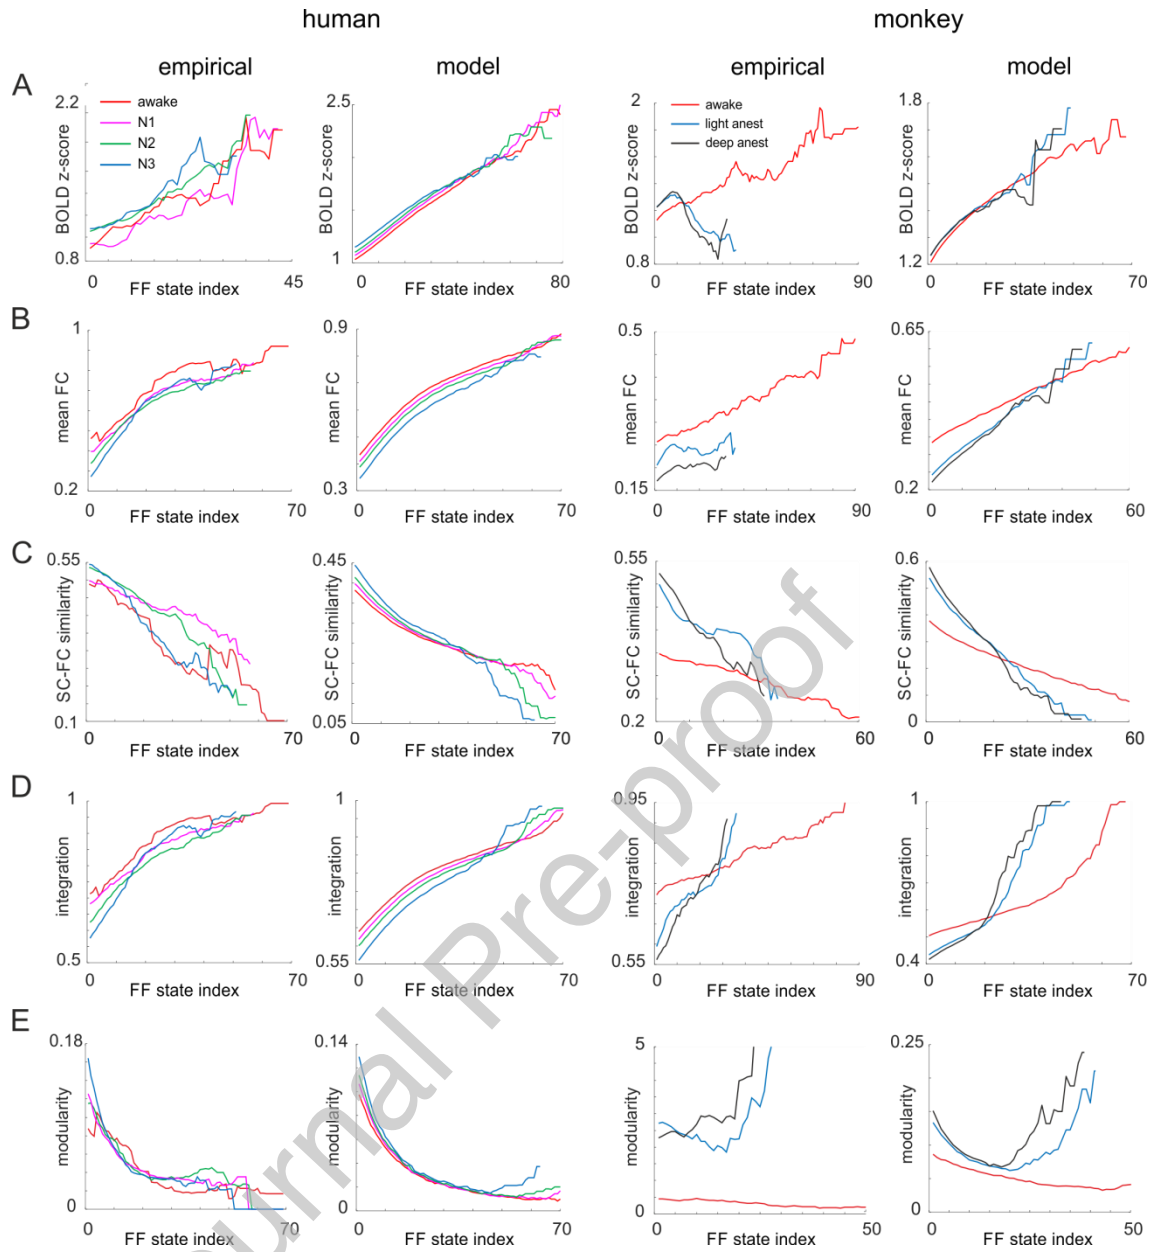 human
monkey
empirical
model
empirical
model
A
2.2
BOLD z-score
0.8
awake
N1
N2
N3
0
45
FF state index
2.5
BOLD z-score
1
0
80
FF state index
2
BOLD z-score
0.8
awake
light anest
deep anest
0
90
FF state index
1.8
BOLD z-score
1.2
0
70
FF state index
B
1
mean FC
0.2
0
70
FF state index
0.9
mean FC
0.3
0
70
FF state index
0.5
mean FC
0.15
0
90
FF state index
0.65
mean FC
0.2
0
60
FF state index
C
0.55
SC-FC similarity
0.1
0
70
FF state index
0.45
SC-FC similarity
0.05
0
70
FF state index
0.55
SC-FC similarity
0.2
0
60
FF state index
0.6
SC-FC similarity
0
0
60
FF state index
D
1
integration
0.5
0
70
FF state index
1
integration
0.55
0
70
FF state index
0.95
integration
0.55
0
90
FF state index
1
integration
0.4
0
70
FF state index
E
0.18
modularity
0
0
70
FF state index
0.14
modularity
0
0
70
FF state index
5
modularity
0
0
50
FF state index
0.25
modularity
0
0
50
FF state index
Journal Pre-proof